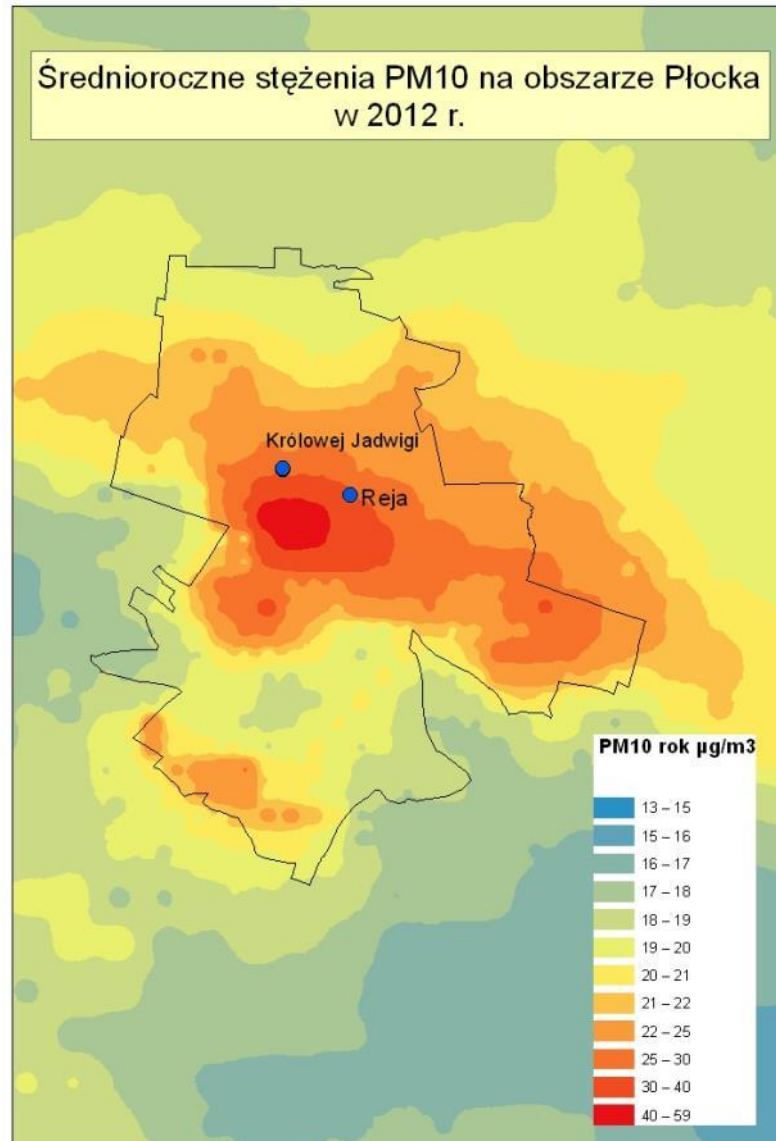 Średnioroczne stężenia PM10 na obszarze Płocka
w 2012 r.
Królowej Jadwigi
Reja
PM10 rok µg/m3
13 – 15
15 – 16
16 – 17
17 – 18
18 – 19
19 – 20
20 – 21
21 – 22
22 – 25
25 – 30
30 – 40
40 – 59